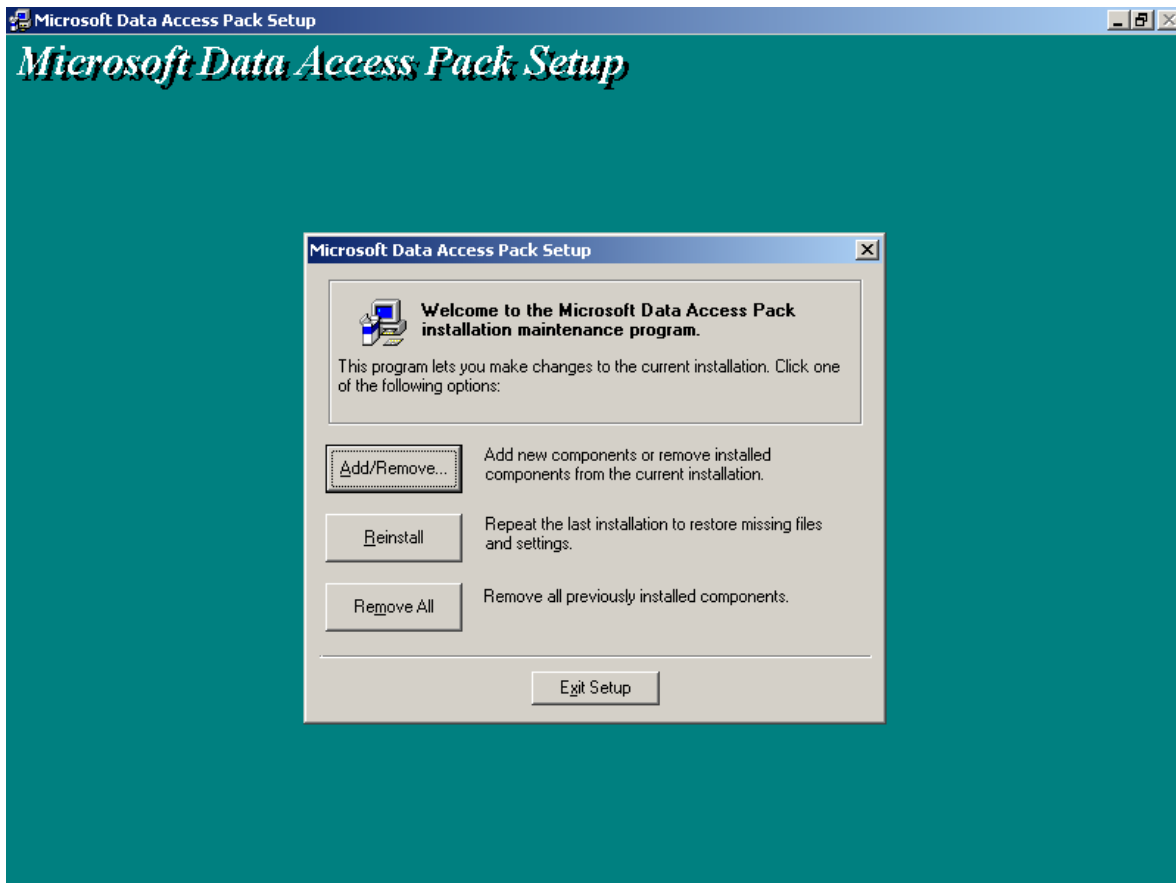 Microsoft Data Access Pack Setup
Microsoft Data Access Pack Setup
Microsoft Data Access Pack Setup
Welcome to the Microsoft Data Access Pack
installation maintenance program.
This program lets you make changes to the current installation. Click one
of the following options:
Add/Remove...
Add new components or remove installed
components from the current installation.
Reinstall
Repeat the last installation to restore missing files
and settings.
Remove All
Remove all previously installed components.
Exit Setup